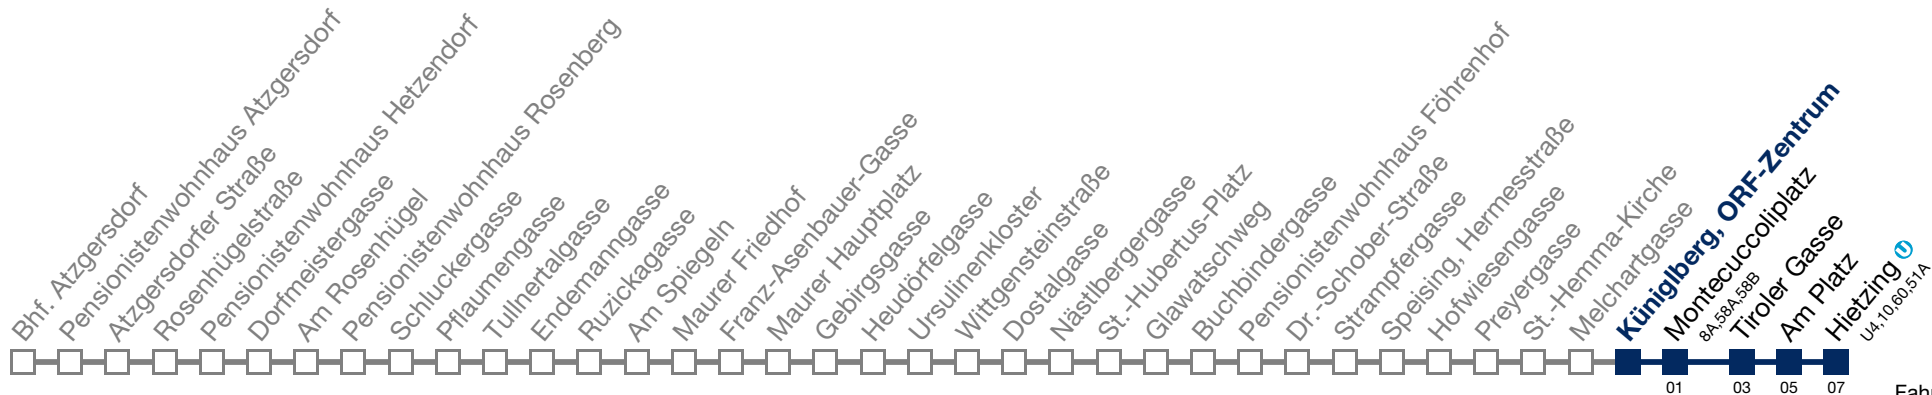 Bhf. Atzgersdorf
Pensionistenwohnhaus Atzgersdorf
Atzgersdorfer Straße
Rosenhügelstraße
Pensionistenwohnhaus Hetzendorf
Dorfmeistergasse
Am Rosenhügel
Pensionistenwohnhaus Rosenberg
Schluckergasse
Pflaumengasse
Tullnertalgasse
Endemanngasse
Ruzickagasse
Am Spiegeln
Maurer Friedhof
Franz-Asenbauer-Gasse
Maurer Hauptplatz
Gebirgsgasse
Heudörfelgasse
Ursulinenkloster
Wittgensteinstraße
Dostalgasse
Nästlbergergasse
St.-Hubertus-Platz
Glawatschweg
Buchbindergasse
Pensionistenwohnhaus Föhrenhof
Dr.-Schober-Straße
Strampfergasse
Speising, Hermesstraße
Hofwiesengasse
Preyergasse
St.-Hemma-Kirche
Melchartgasse
Küniglberg, ORF-Zentrum
Montecuccoliplatz
8A,58A,58B
Tiroler Gasse
Am Platz
Hietzing U
U4,10,60,51A
01 03 05 07
Fah